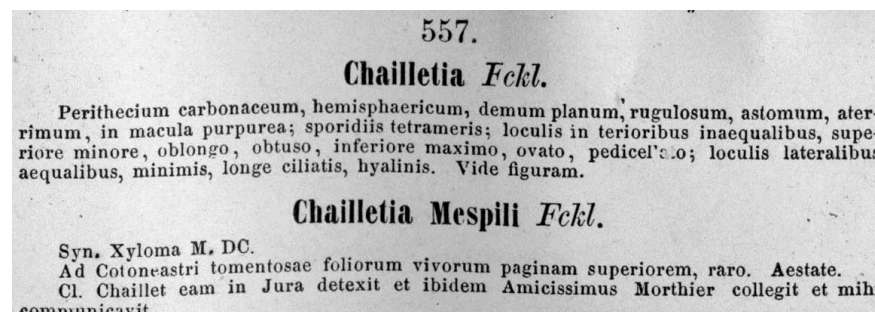 557.
Chailletia Fckl.
Perithecium carbonaceum, hemisphaericum, demum planum, rugulosum, astomum, ater-
rimum, in macula purpurea; sporidiis tetrameris; loculis in terioribus inaequalibus, supe-
riore minore, oblongo, obtuso, inferiore maximo, ovato, pedicellato; loculis lateralibus
aequalibus, minimis, longe ciliatis, hyalinis. Vide figuram.
Chailletia Mespili Fckl.
Syn. Xyloma M. DC.
Ad Cotoneastri tomentosae foliorum vivorum paginam superiorem, raro. Aestate.
Cl. Chaillet eam in Jura detexit et ibidem Amicissimus Morthier collegit et mih
communicavit